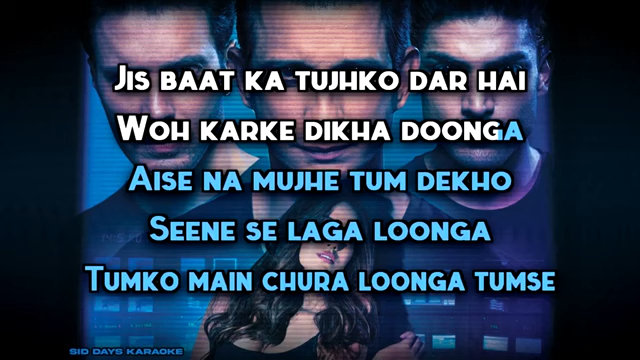 Jis baat ka tujhko dar hai
Woh karke dikha doonga
Aise na mujhe tum dekho
Seene se laga loonga
Tumko main chura loonga tumse
SID DAYS KARAOKE